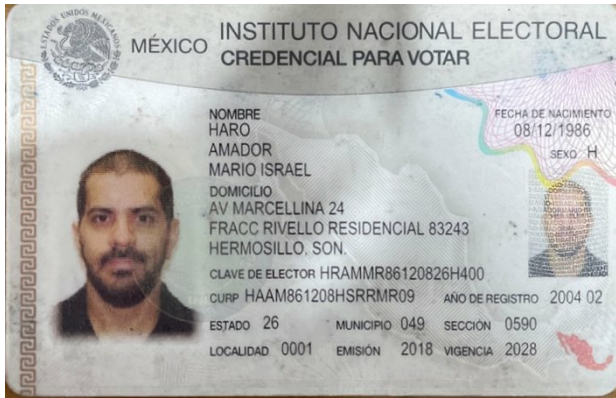 ESTADOS UNIDOS MEXICANOS
MÉXICO
INSTITUTO NACIONAL ELECTORAL
CREDENCIAL PARA VOTAR
NOMBRE
HARO
AMADOR
MARIO ISRAEL
FECHA DE NACIMIENTO
08/12/1986
SEXO H
DOMICILIO
AV MARCELLINA 24
FRACC RIVELLO RESIDENCIAL 83243
HERMOSILLO, SON.
CLAVE DE ELECTOR HRAMMR86120826H400
CURP HAAM861208HSRRMR09 AÑO DE REGISTRO 2004 02
ESTADO 26 MUNICIPIO 049 SECCIÓN 0590
LOCALIDAD 0001 EMISIÓN 2018 VIGENCIA 2028